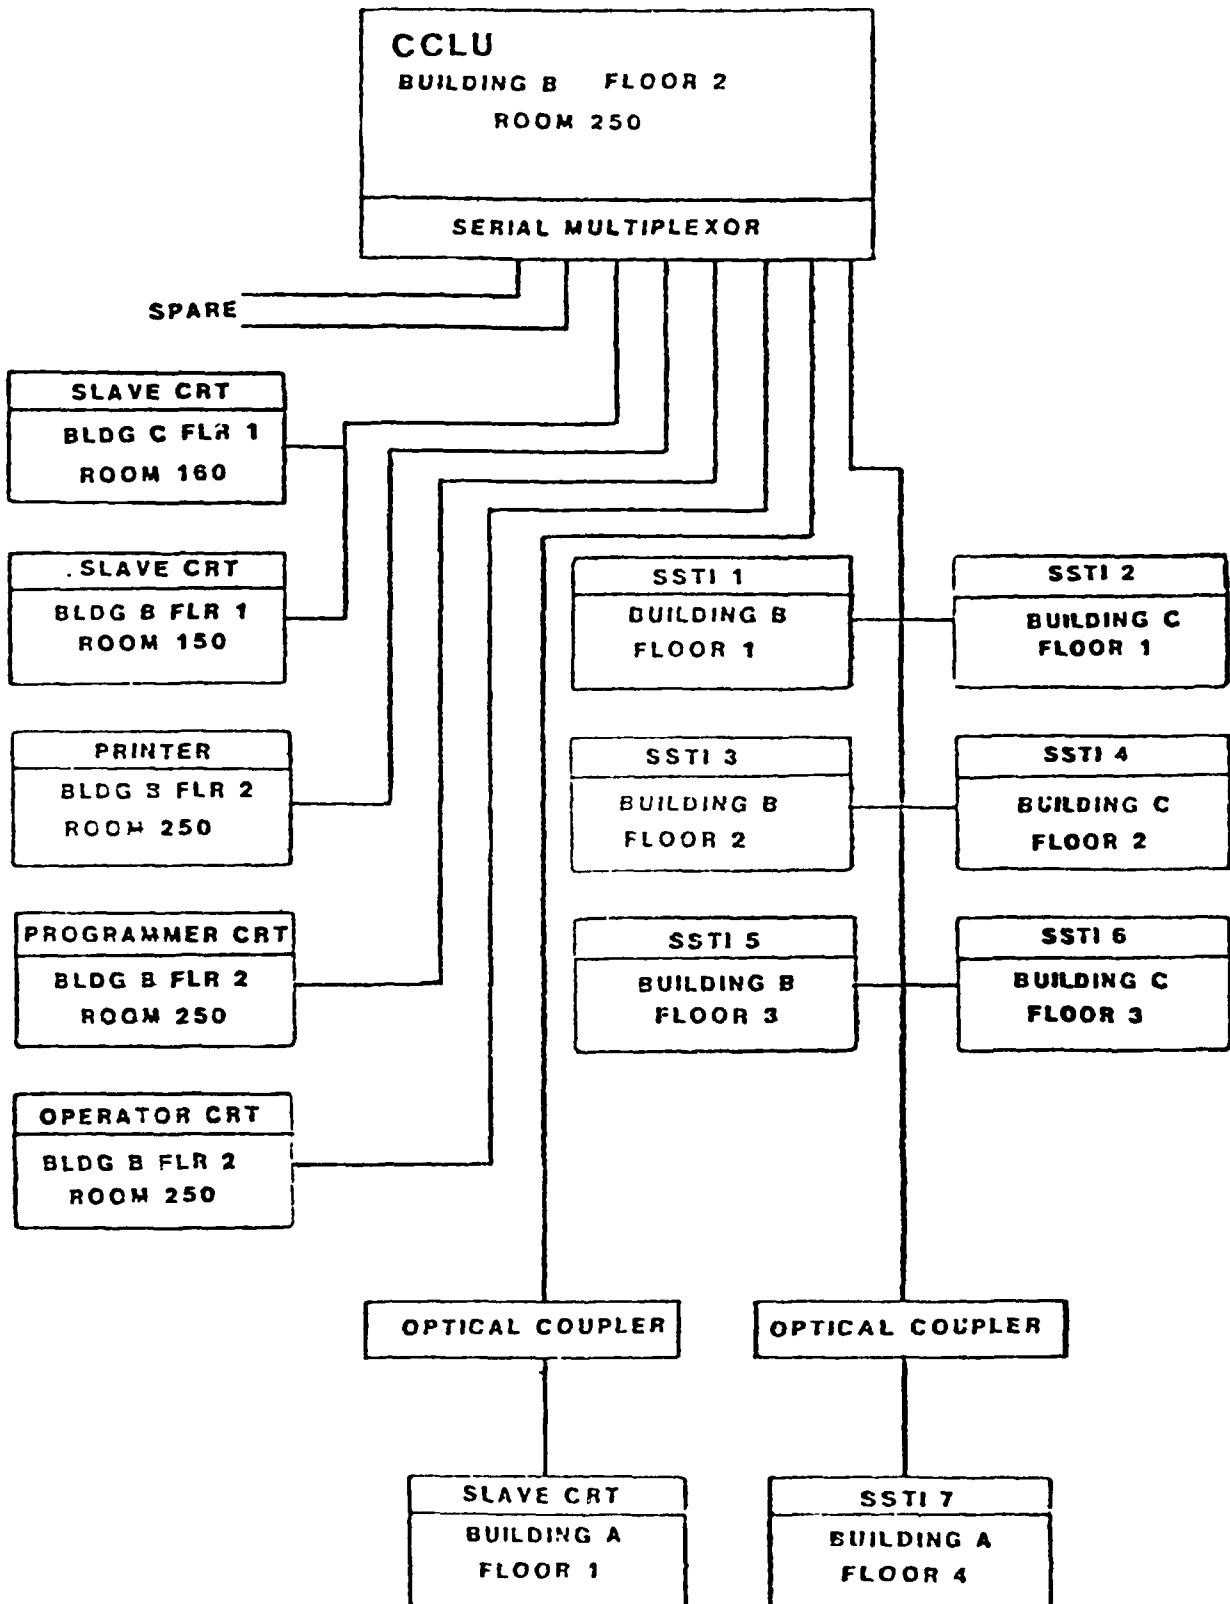 CCLU
BUILDING B FLOOR 2
ROOM 250
SERIAL MULTIPLEXOR
SPARE
SLAVE CRT
BLDG C FLR 1
ROOM 160
.SLAVE CRT
BLDG B FLR 1
ROOM 150
PRINTER
BLDG B FLR 2
ROOM 250
PROGRAMMER CRT
BLDG B FLR 2
ROOM 250
OPERATOR CRT
BLDG B FLR 2
ROOM 250
SSTI 1
BUILDING B
FLOOR 1
SSTI 2
BUILDING C
FLOOR 1
SSTI 3
BUILDING B
FLOOR 2
SSTI 4
BUILDING C
FLOOR 2
SSTI 5
BUILDING B
FLOOR 3
SSTI 6
BUILDING C
FLOOR 3
OPTICAL COUPLER
OPTICAL COUPLER
SLAVE CRT
BUILDING A
FLOOR 1
SSTI 7
BUILDING A
FLOOR 4